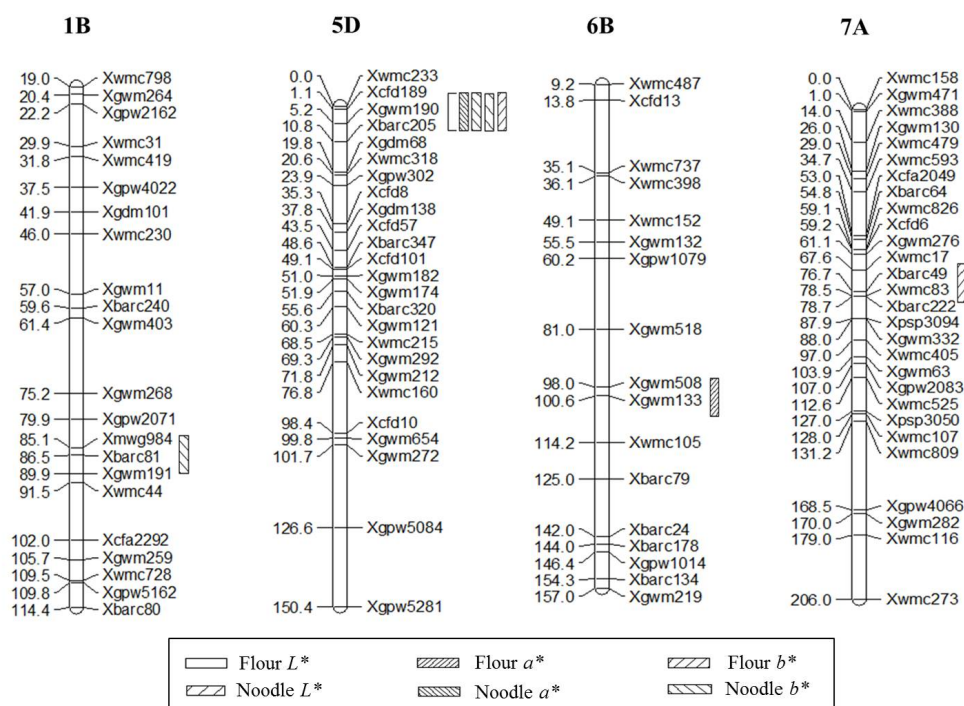 1B
19.0 Xwmc798
20.4 Xgwm264
22.2 Xgpw2162
29.9 Xwmc31
31.8 Xwmc419
37.5 Xgpw4022
41.9 Xgdm101
46.0 Xwmc230
57.0 Xgwm11
59.6 Xbarc240
61.4 Xgwm403
75.2 Xgwm268
79.9 Xgpw2071
85.1 Xmwg984
86.5 Xbarc81
89.9 Xgwm191
91.5 Xwmc44
102.0 Xcfa2292
105.7 Xgwm259
109.5 Xwmc728
109.8 Xgpw5162
114.4 Xbarc80
5D
0.0 Xwmc233
1.1 Xcfd189
5.2 Xgwm190
10.8 Xbarc205
19.8 Xgdm68
20.6 Xwmc318
23.9 Xgpw302
35.3 Xcfd8
37.8 Xgdm138
43.5 Xcfd57
48.6 Xbarc347
49.1 Xcfd101
51.0 Xgwm182
51.9 Xgwm174
55.6 Xbarc320
60.3 Xgwm121
68.5 Xwmc215
69.3 Xgwm292
71.8 Xgwm212
76.8 Xwmc160
98.4 Xcfd10
99.8 Xgwm654
101.7 Xgwm272
126.6 Xgpw5084
150.4 Xgpw5281
6B
9.2 Xwmc487
13.8 Xcfd13
35.1 Xwmc737
36.1 Xwmc398
49.1 Xwmc152
55.5 Xgwm132
60.2 Xgpw1079
81.0 Xgwm518
98.0 Xgwm508
100.6 Xgwm133
114.2 Xwmc105
125.0 Xbarc79
142.0 Xbarc24
144.0 Xbarc178
146.4 Xgpw1014
154.3 Xbarc134
157.0 Xgwm219
7A
0.0 Xwmc158
1.0 Xgwm471
14.0 Xwmc388
26.0 Xgwm130
29.0 Xwmc479
34.7 Xwmc593
53.0 Xcfa2049
54.8 Xbarc64
59.1 Xwmc826
59.2 Xcfd6
61.1 Xgwm276
67.6 Xwmc17
76.7 Xbarc49
78.5 Xwmc83
78.7 Xbarc222
87.9 Xpsp3094
88.0 Xgwm332
97.0 Xwmc405
103.9 Xgwm63
107.0 Xgpw2083
112.6 Xwmc525
127.0 Xpsp3050
128.0 Xwmc107
131.2 Xwmc809
168.5 Xgpw4066
170.0 Xgwm282
179.0 Xwmc116
206.0 Xwmc273
Flour L* Flour a* Flour b*
Noodle L* Noodle a* Noodle b*